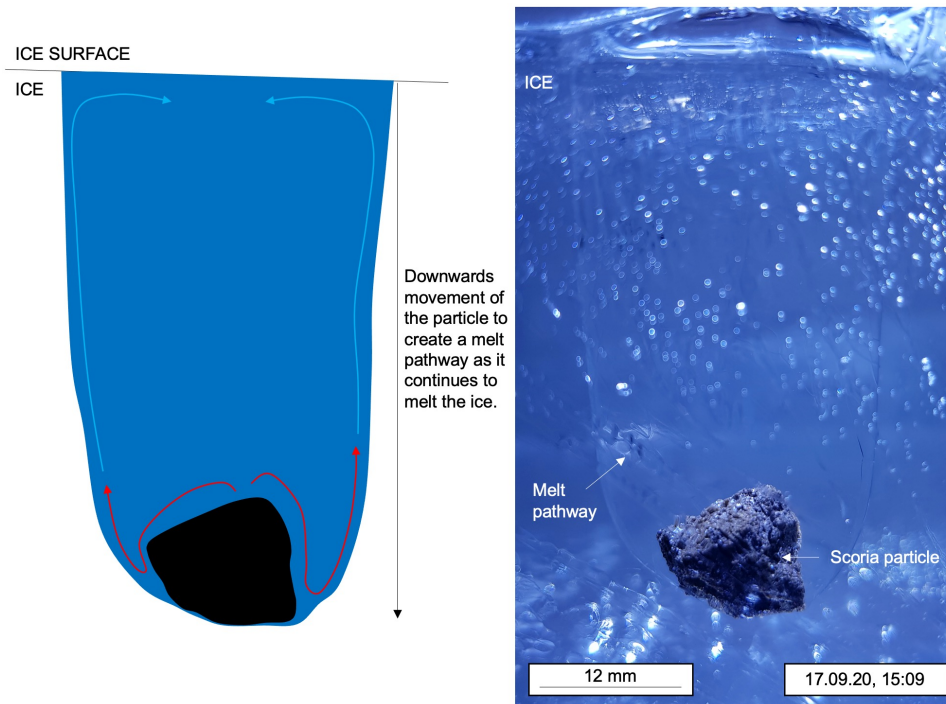 ICE SURFACE
ICE
Downwards
movement of
the particle to
create a melt
pathway as it
continues to
melt the ice.
ICE
Melt
pathway
Scoria particle
12 mm
17.09.20, 15:09